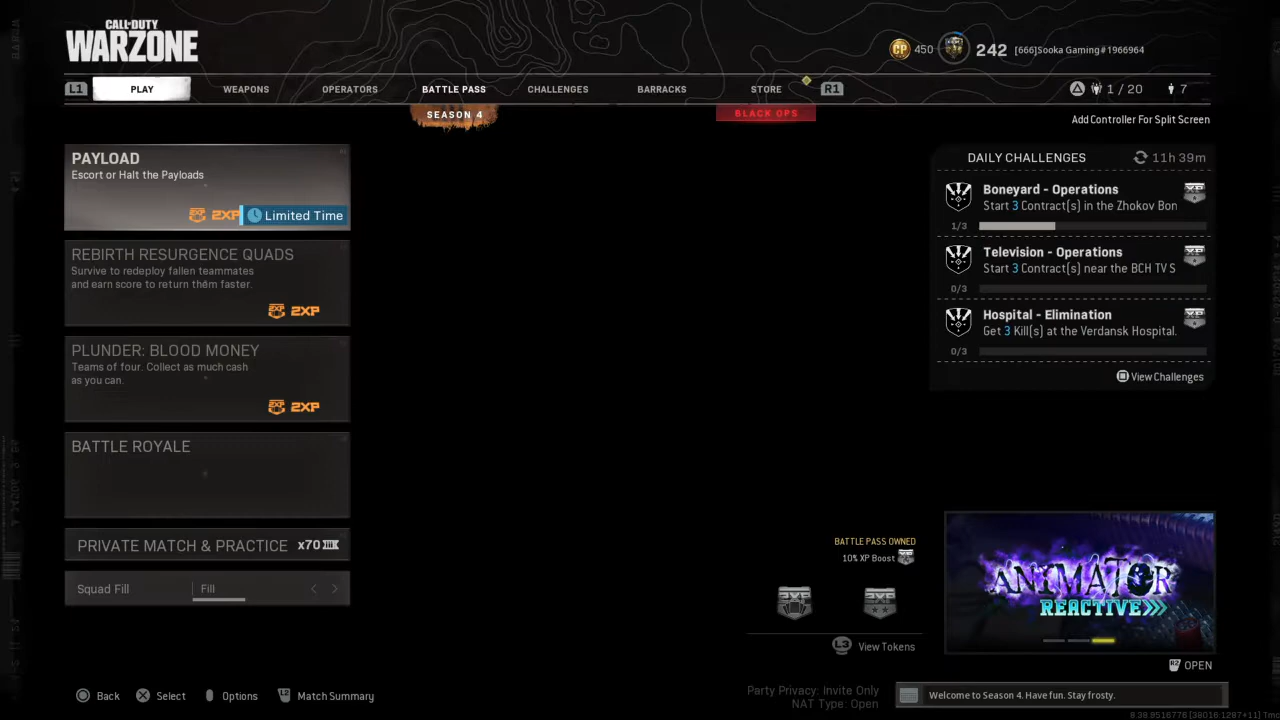 CALL OF DUTY
WARZONE
CP 450
242
[666]Sooka Gaming#1966964
L1
PLAY
WEAPONS
OPERATORS
BATTLE PASS
CHALLENGES
BARRACKS
STORE
R1
1 / 20
7
SEASON 4
BLACK OPS
Add Controller For Split Screen
PAYLOAD
Escort or Halt the Payloads
2XP
Limited Time
REBIRTH RESURGENCE QUADS
Survive to redeploy fallen teammates
and earn score to return them faster.
2XP
PLUNDER: BLOOD MONEY
Teams of four. Collect as much cash
as you can.
2XP
BATTLE ROYALE
PRIVATE MATCH & PRACTICE x70
Squad Fill
Fill
DAILY CHALLENGES
11h 39m
Boneyard - Operations
Start 3 Contract(s) in the Zhokov Bon
1/3
Television - Operations
Start 3 Contract(s) near the BCH TV S
0/3
Hospital - Elimination
Get 3 Kill(s) at the Verdansk Hospital.
0/3
View Challenges
BATTLE PASS OWNED
10% XP Boost
2XP
2XP
L3 View Tokens
ANIMATOR
REACTIVE
R2 OPEN
Back
Select
Options
L2 Match Summary
Party Privacy: Invite Only
NAT Type: Open
Welcome to Season 4. Have fun. Stay frosty.